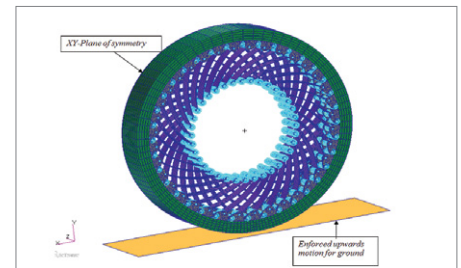 XY-Plane of symmetry
Y
Z
X
Enforced upwards
motion for ground